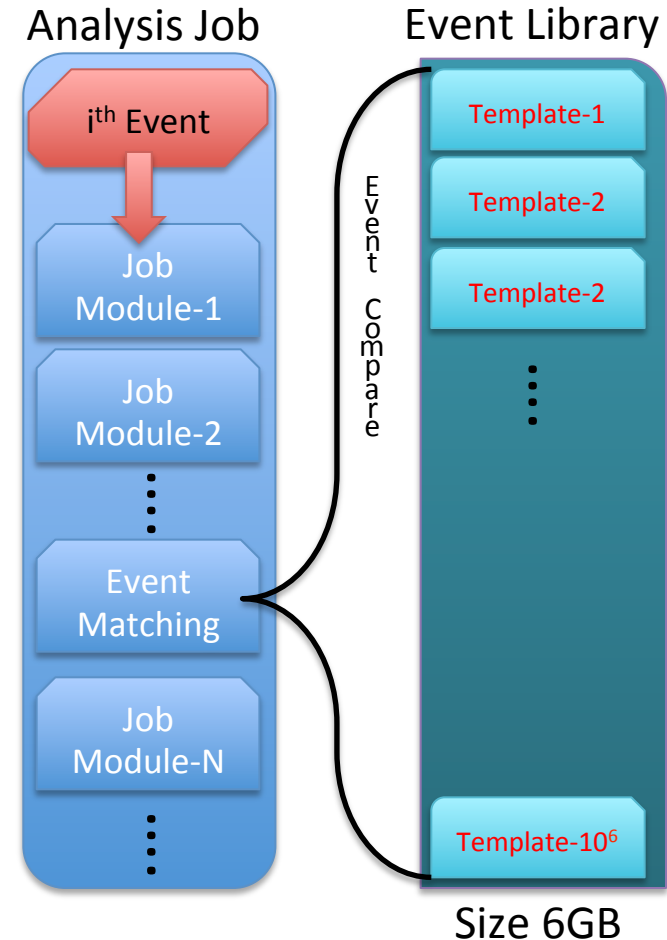 Analysis Job
iᵗʰ Event
Job
Module-1
Job
Module-2
Event
Matching
Job
Module-N
Event Compare
Event Library
Template-1
Template-2
Template-2
Template-10⁶
Size 6GB